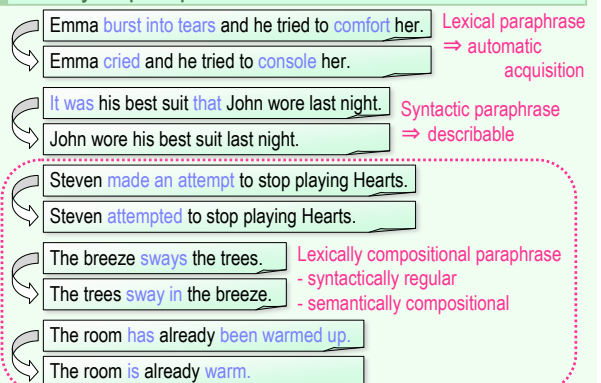 Emma burst into tears and he tried to comfort her.
Lexical paraphrase
⇒ automatic
acquisition
Emma cried and he tried to console her.
It was his best suit that John wore last night.
Syntactic paraphrase
⇒ describable
John wore his best suit last night.
Steven made an attempt to stop playing Hearts.
Steven attempted to stop playing Hearts.
The breeze sways the trees.
Lexically compositional paraphrase
- syntactically regular
- semantically compositional
The trees sway in the breeze.
The room has already been warmed up.
The room is already warm.